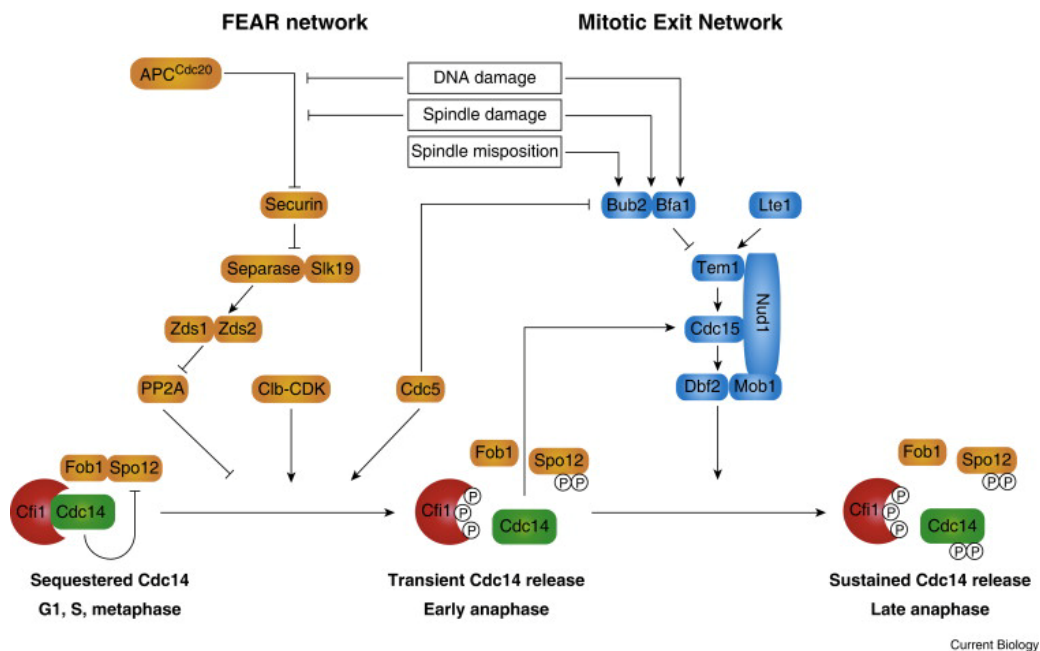 FEAR network
Mitotic Exit Network
APC^Cdc20
DNA damage
Spindle damage
Spindle misposition
Securin
Bub2 Bfa1
Lte1
Separase Slk19
Tem1
Nud1
Zds1 Zds2
Cdc15
PP2A
Clb-CDK
Cdc5
Dbf2 Mob1
Fob1 Spo12
Fob1
Spo12
P P
Fob1
Spo12
P P
Cfi1 Cdc14
Cfi1
P
P
P
Cdc14
Cfi1
P
P
P
Cdc14
P P
Sequestered Cdc14
G1, S, metaphase
Transient Cdc14 release
Early anaphase
Sustained Cdc14 release
Late anaphase
Current Biology